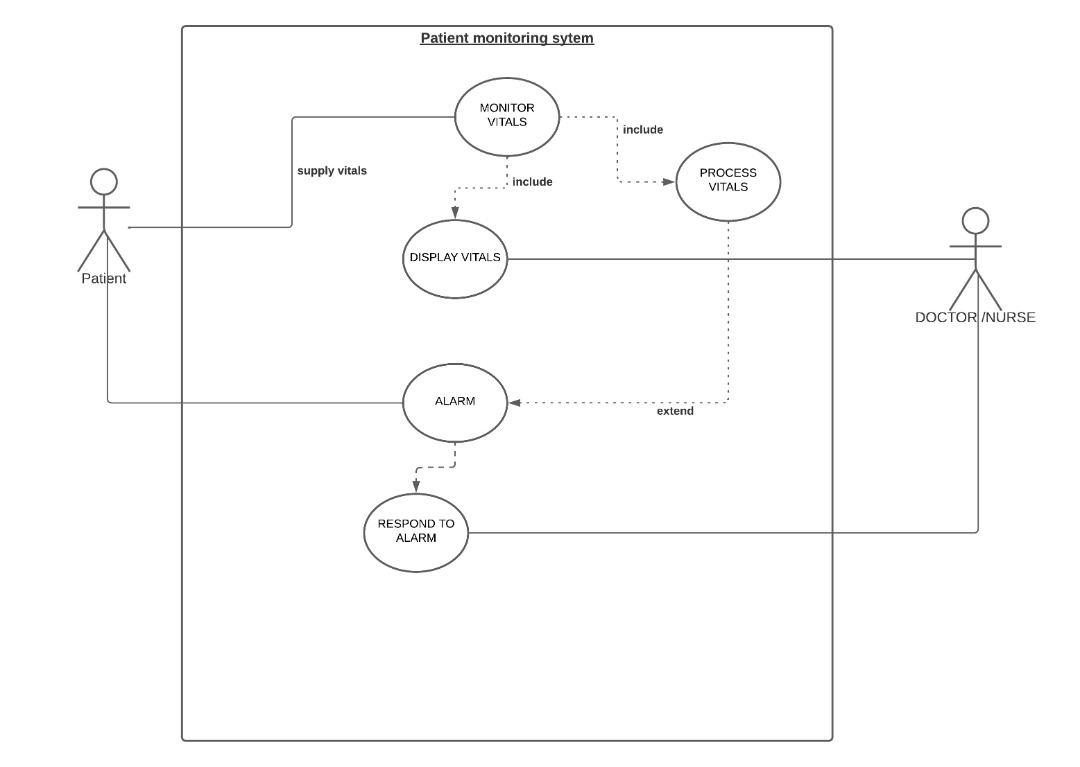 Patient monitoring sytem
MONITOR
VITALS
include
PROCESS
VITALS
supply vitals
include
DISPLAY VITALS
Patient
DOCTOR /NURSE
ALARM
extend
RESPOND TO
ALARM